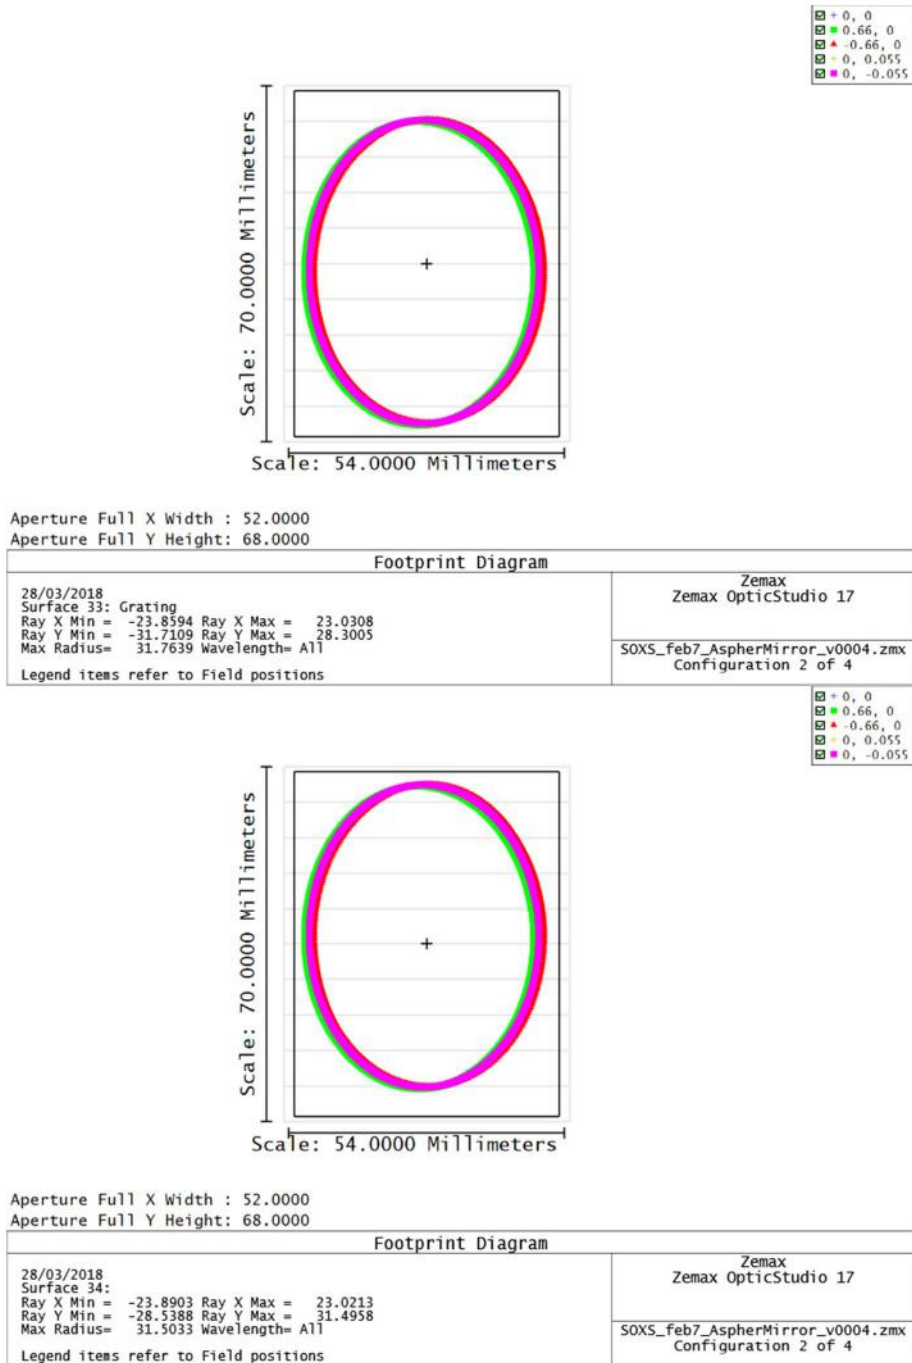 0, 0
0.66, 0
-0.66, 0
0, 0.055
0, -0.055
Scale: 70.0000 Millimeters
Scale: 54.0000 Millimeters
Aperture Full X Width : 52.0000
Aperture Full Y Height: 68.0000
Footprint Diagram
28/03/2018
Surface 33: Grating
Ray X Min = -23.8594 Ray X Max = 23.0308
Ray Y Min = -31.7109 Ray Y Max = 28.3005
Max Radius= 31.7639 Wavelength= All
Legend items refer to Field positions
Zemax
Zemax OpticStudio 17
SOXS_feb7_AspherMirror_v0004.zmx
Configuration 2 of 4
0, 0
0.66, 0
-0.66, 0
0, 0.055
0, -0.055
Scale: 70.0000 Millimeters
Scale: 54.0000 Millimeters
Aperture Full X Width : 52.0000
Aperture Full Y Height: 68.0000
Footprint Diagram
28/03/2018
Surface 34:
Ray X Min = -23.8903 Ray X Max = 23.0213
Ray Y Min = -28.5388 Ray Y Max = 31.4958
Max Radius= 31.5033 Wavelength= All
Legend items refer to Field positions
Zemax
Zemax OpticStudio 17
SOXS_feb7_AspherMirror_v0004.zmx
Configuration 2 of 4